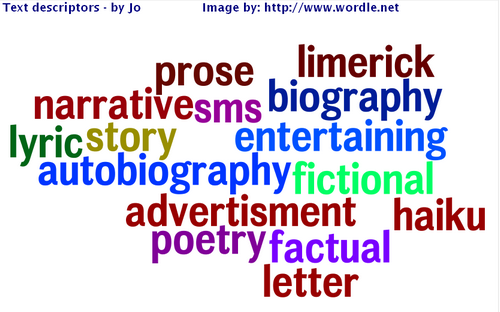 Text descriptors - by Jo Image by: http://www.wordle.net
prose limerick
narrative sms biography
lyric story entertaining
autobiography fictional
advertisment haiku
poetry factual
letter